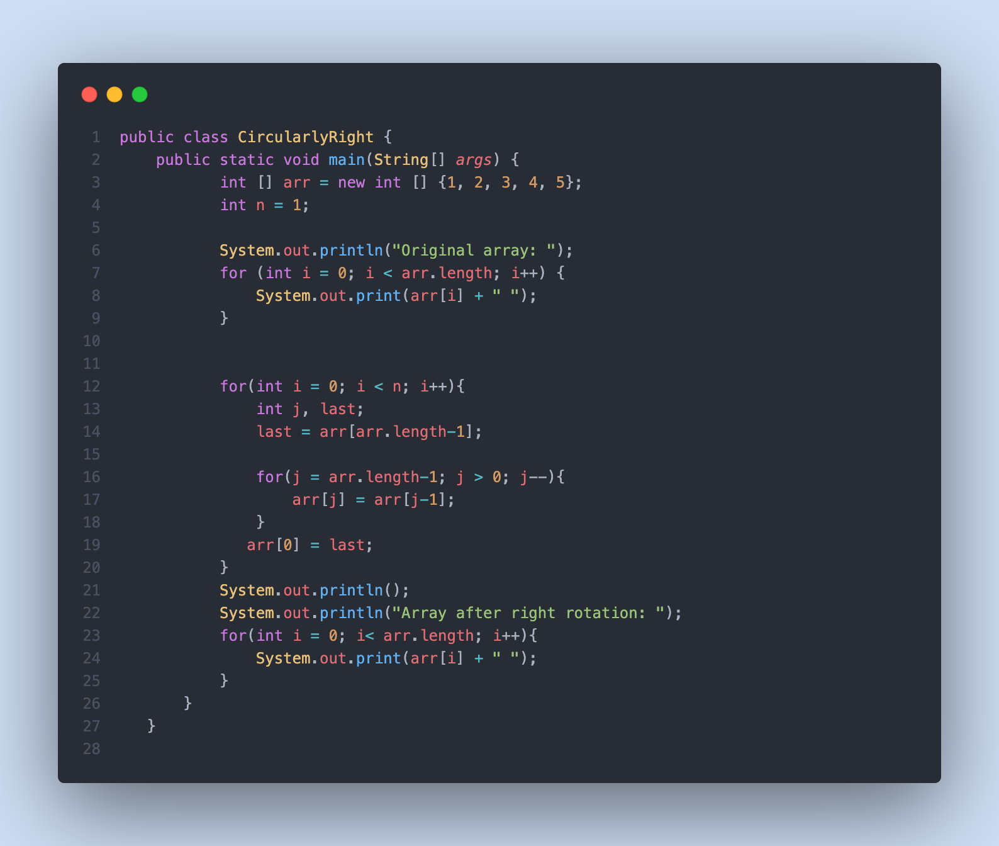 1 public class CircularlyRight {
2     public static void main(String[] args) {
3            int [] arr = new int [] {1, 2, 3, 4, 5};
4            int n = 1;
5
6            System.out.println("Original array: ");
7            for (int i = 0; i < arr.length; i++) {
8                System.out.print(arr[i] + " ");
9            }
10
11
12            for(int i = 0; i < n; i++){
13                int j, last;
14                last = arr[arr.length-1];
15
16                for(j = arr.length-1; j > 0; j--){
17                    arr[j] = arr[j-1];
18                }
19               arr[0] = last;
20            }
21            System.out.println();
22            System.out.println("Array after right rotation: ");
23            for(int i = 0; i< arr.length; i++){
24                System.out.print(arr[i] + " ");
25            }
26        }
27    }
28